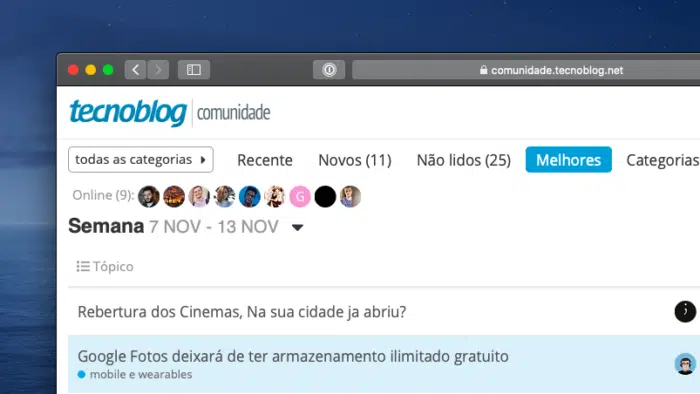 comunidade.tecnoblog.net
tecnoblog comunidade
todas as categorias Recente Novos (11) Não lidos (25) Melhores Categorias
Online (9): G
Semana 7 NOV - 13 NOV
Tópico
Rebertura dos Cinemas, Na sua cidade ja abriu?
Google Fotos deixará de ter armazenamento ilimitado gratuito
mobile e wearables